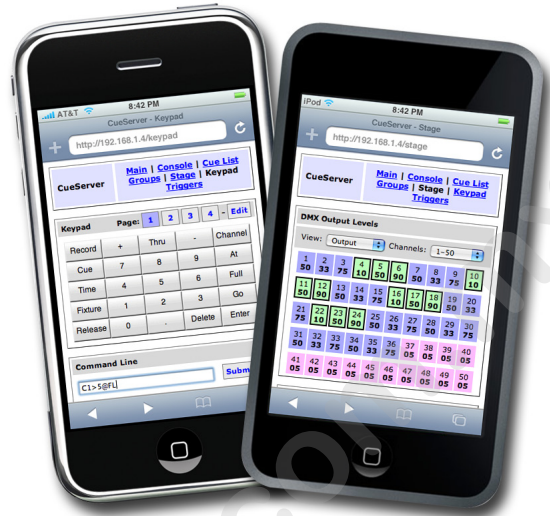 AT&T 8:42 PM
CueServer - Keypad
http://192.168.1.4/keypad
CueServer
Main | Console | Cue List
Groups | Stage | Keypad
Triggers
Keypad Page: 1 2 3 4 - Edit
Record + Thru - Channel
Cue 7 8 9 At
Time 4 5 6 Full
Fixture 1 2 3 Go
Release 0 . Delete Enter
Command Line
C1>5@FL Subm
iPod 8:42 PM
CueServer - Stage
http://192.168.1.4/stage
CueServer
Main | Console | Cue List
Groups | Stage | Keypad
Triggers
DMX Output Levels
View: Output Channels: 1-50
1 2 3 4 5 6 7 8 9 10
50 33 75 10 50 90 50 33 75 10
11 12 13 14 15 16 17 18 19 20
50 90 50 33 75 10 50 90 50 33
21 22 23 24 25 26 27 28 29 30
75 10 50 90 50 33 75 50 33 75
31 32 33 34 35 36 37 38 39 40
50 33 75 50 33 75 05 05 05 05
41 42 43 44 45 46 47 48 49 50
05 05 05 05 05 05 05 05 05 05